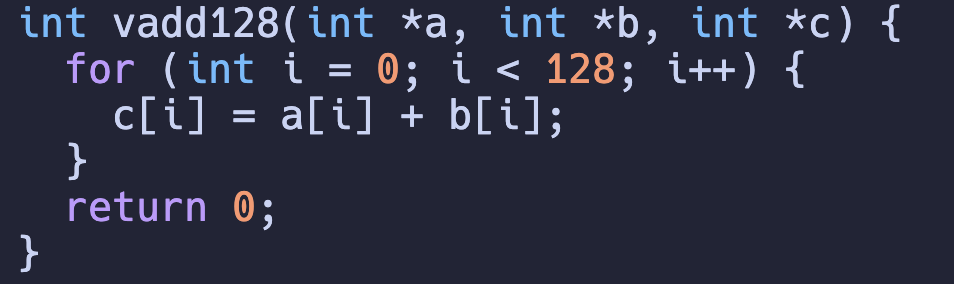 int vadd128(int *a, int *b, int *c) {
  for (int i = 0; i < 128; i++) {
    c[i] = a[i] + b[i];
  }
  return 0;
}